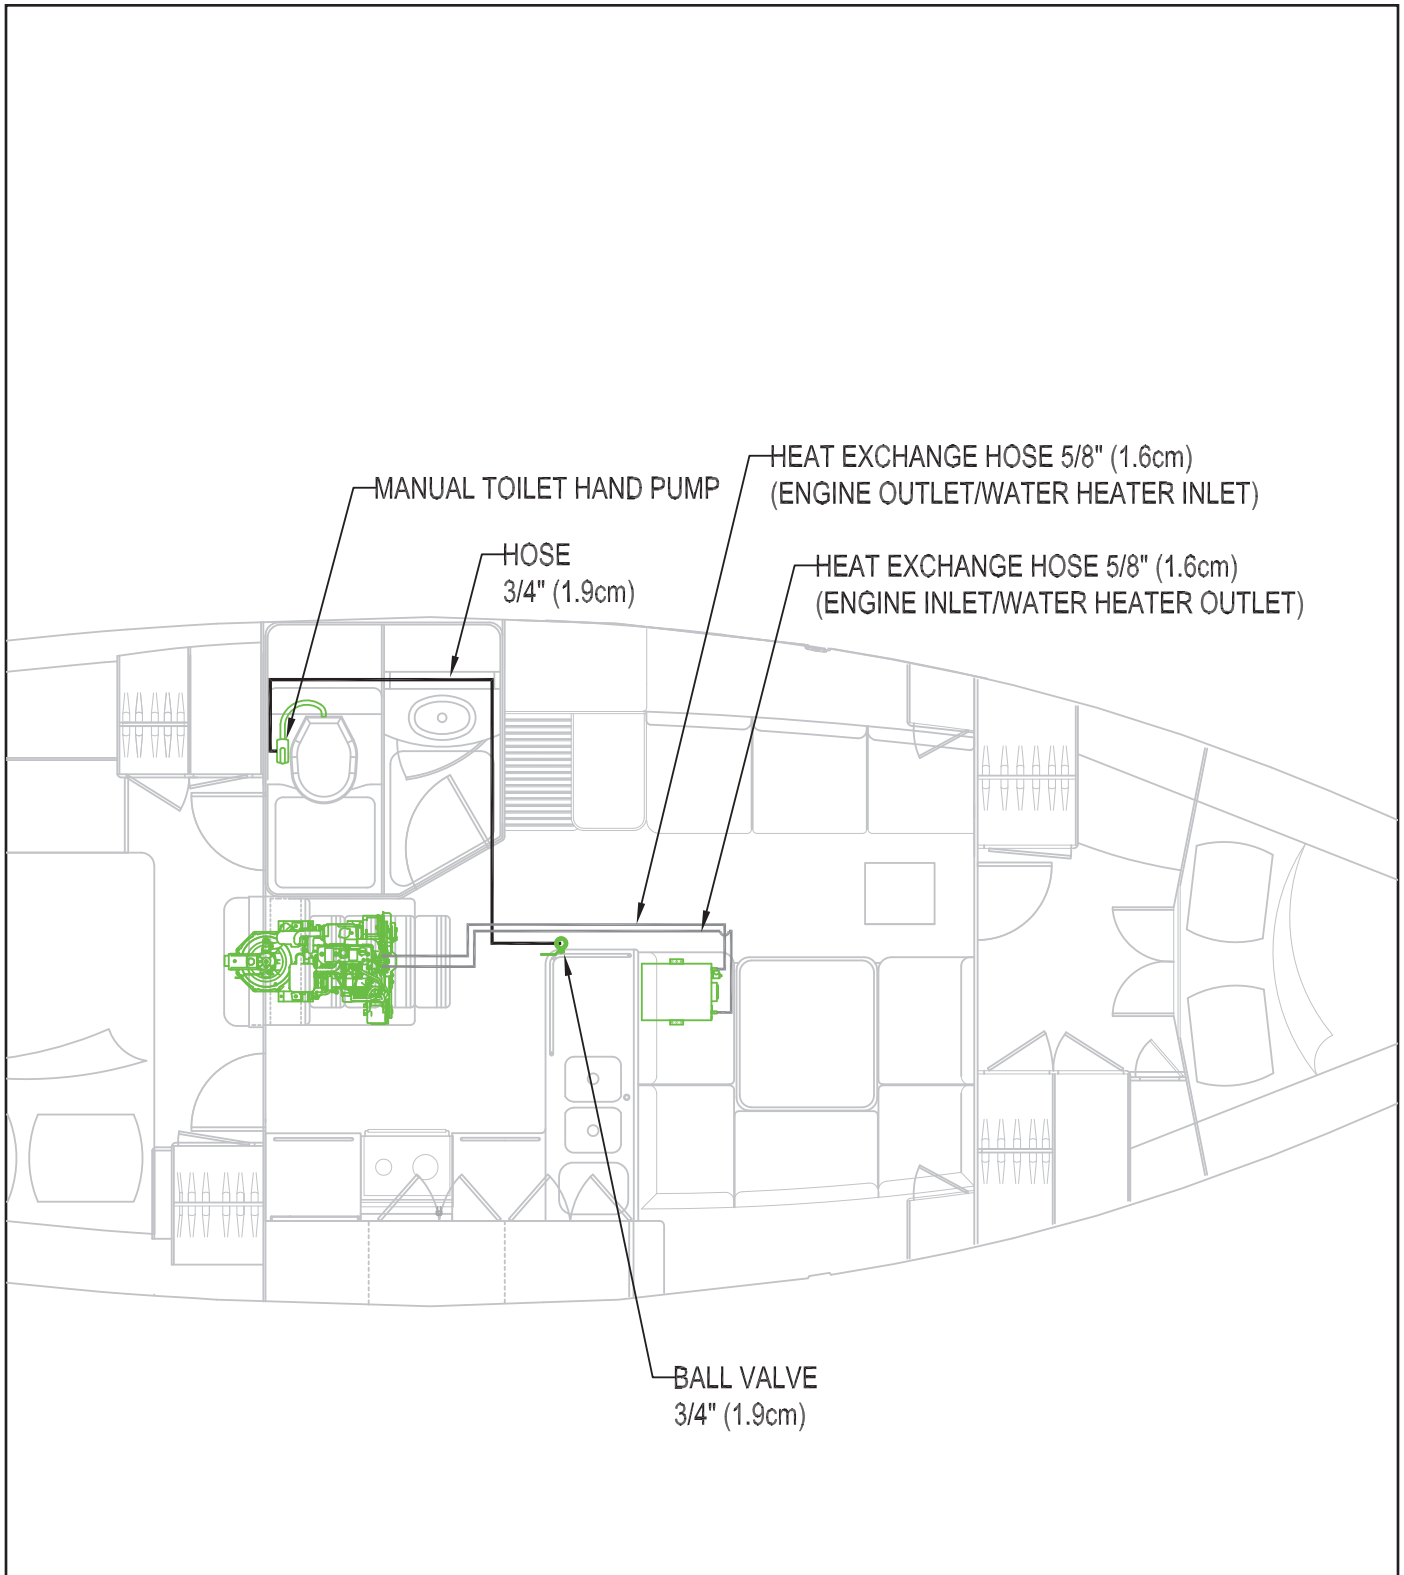 HEAT EXCHANGE HOSE 5/8" (1.6cm)
(ENGINE OUTLET/WATER HEATER INLET)
MANUAL TOILET HAND PUMP
HOSE
3/4" (1.9cm)
HEAT EXCHANGE HOSE 5/8" (1.6cm)
(ENGINE INLET/WATER HEATER OUTLET)
BALL VALVE
3/4" (1.9cm)